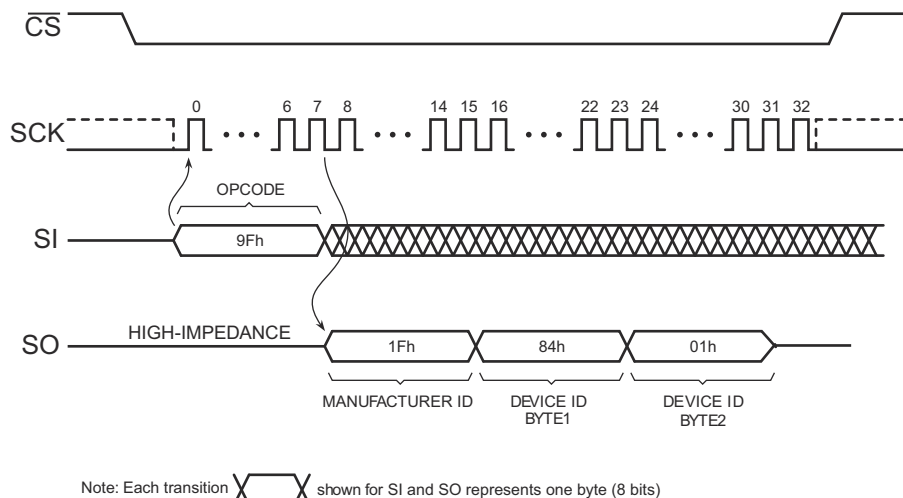 CS
0 6 7 8 14 15 16 22 23 24 30 31 32
SCK
OPCODE
SI 9Fh
HIGH-IMPEDANCE
SO 1Fh 84h 01h
MANUFACTURER ID DEVICE ID DEVICE ID
BYTE1 BYTE2
Note: Each transition shown for SI and SO represents one byte (8 bits)